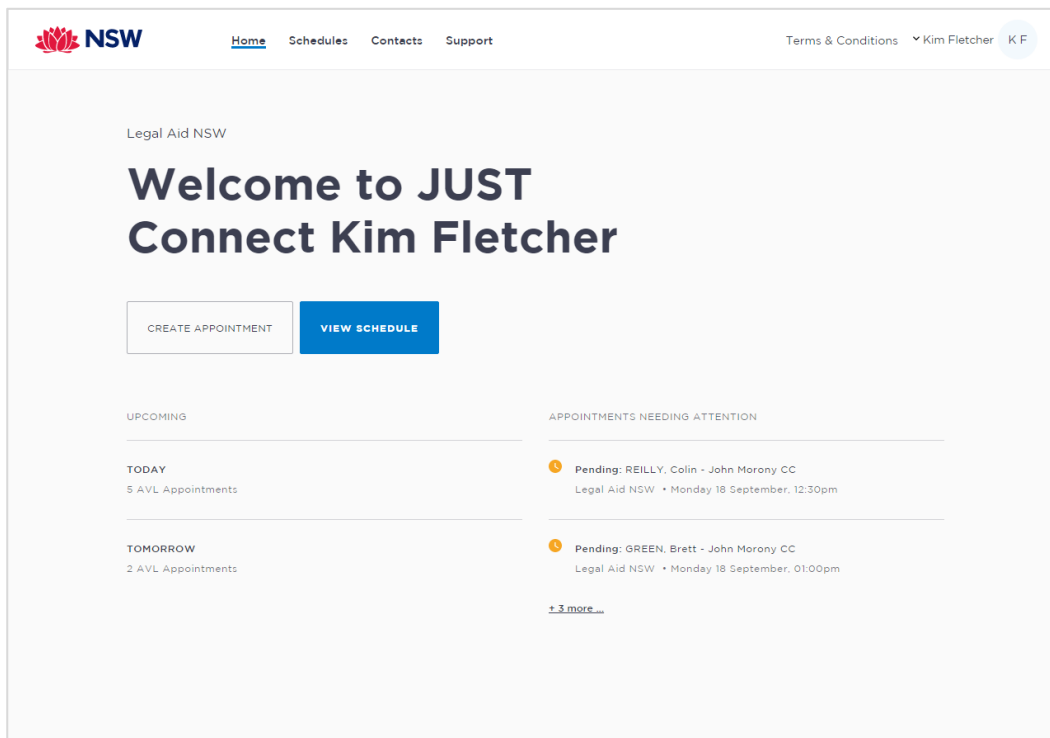 NSW
Home Schedules Contacts Support
Terms & Conditions Kim Fletcher K F
Legal Aid NSW
Welcome to JUST
Connect Kim Fletcher
CREATE APPOINTMENT VIEW SCHEDULE
UPCOMING
TODAY
5 AVL Appointments
TOMORROW
2 AVL Appointments
APPOINTMENTS NEEDING ATTENTION
Pending: REILLY, Colin - John Morony CC
Legal Aid NSW • Monday 18 September, 12:30pm
Pending: GREEN, Brett - John Morony CC
Legal Aid NSW • Monday 18 September, 01:00pm
+ 3 more ...